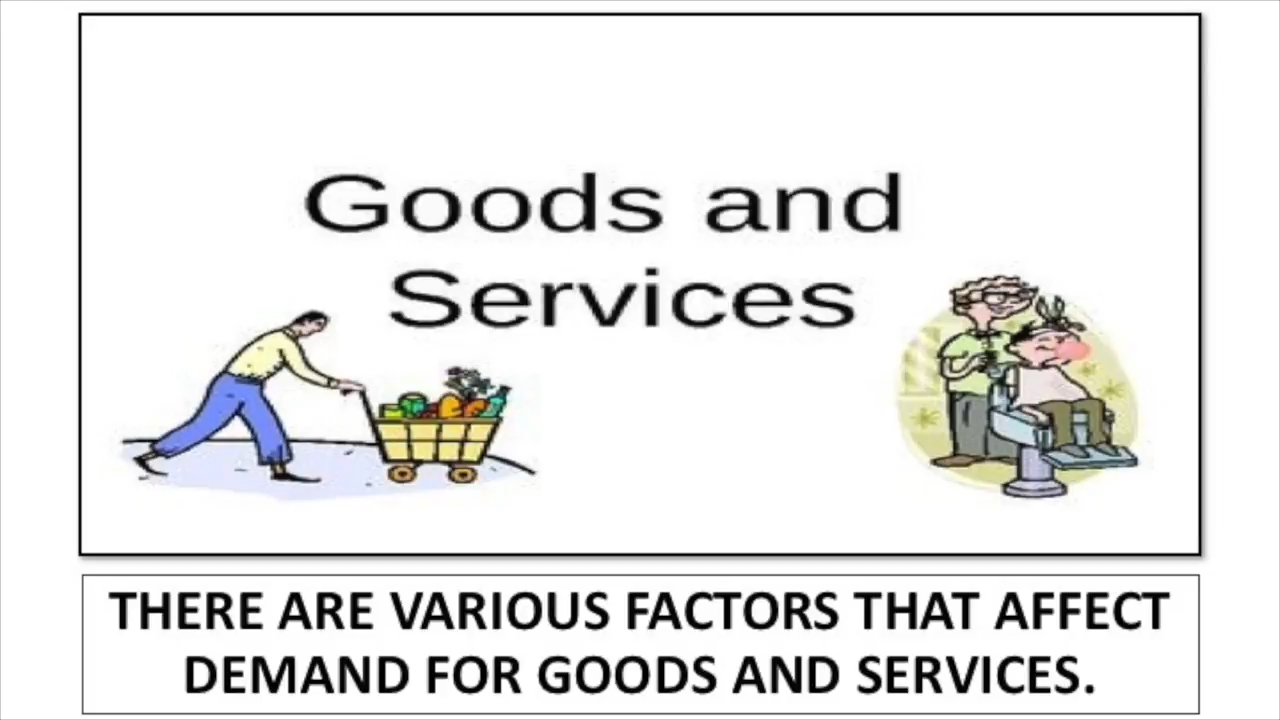 Goods and
Services
THERE ARE VARIOUS FACTORS THAT AFFECT
DEMAND FOR GOODS AND SERVICES.